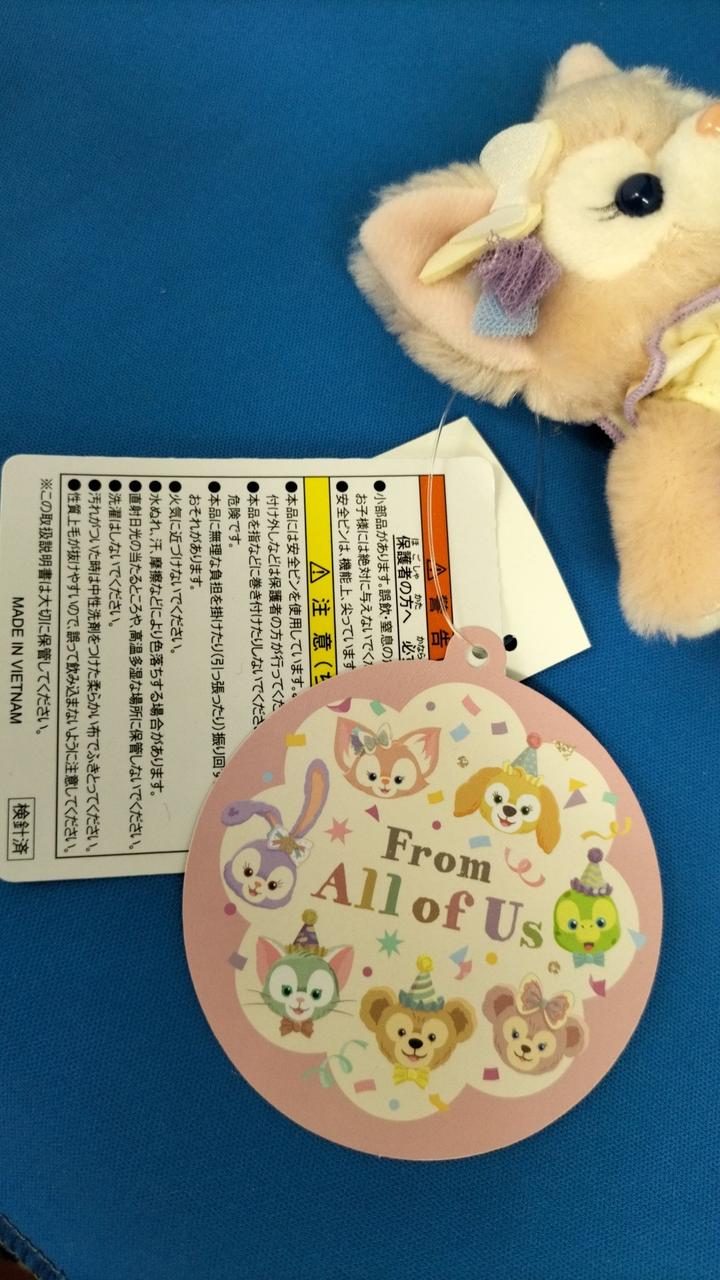 From
All of Us
警告
保護者の方へ
ほごしゃ かた
かなら
●小部品があります。誤飲・窒息の
お子様には絶対に与えないでく
●安全ピンは、機能上、尖っています
注意
●本品には安全ピンを使用しています。
付け外しなどは保護者の方が行ってく
●本品を指などに巻き付けたりしないでくださ
危険です。
●本品に無理な負担を掛けたり(引っ張ったり)振り回
おそれがあります。
●火気に近づけないでください。
●水ぬれ、汗、摩擦などにより色落ちする場合があります。
●直射日光の当たるところや、高温多湿な場所に保管しないでください。
●洗濯はしないでください。
●汚れがついた時は中性洗剤をつけた柔らかい布でふきとってください。
●性質上毛が抜けやすいので、誤って飲み込まないように注意してください。
※この取扱説明書は大切に保管してください。
MADE IN VIETNAM
検針済